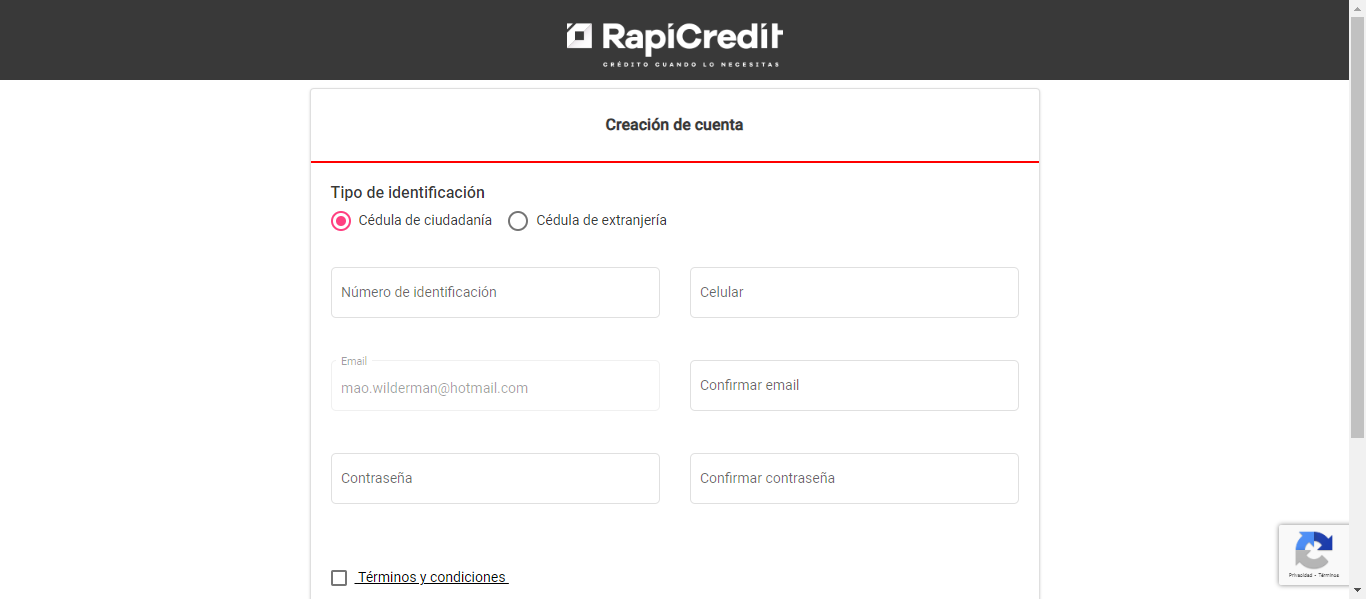 RapiCredit
CRÉDITO CUANDO LO NECESITAS
Creación de cuenta
Tipo de identificación
Cédula de ciudadanía Cédula de extranjería
Número de identificación Celular
Email
mao.wilderman@hotmail.com Confirmar email
Contraseña Confirmar contraseña
Términos y condiciones
Privacidad - Términos